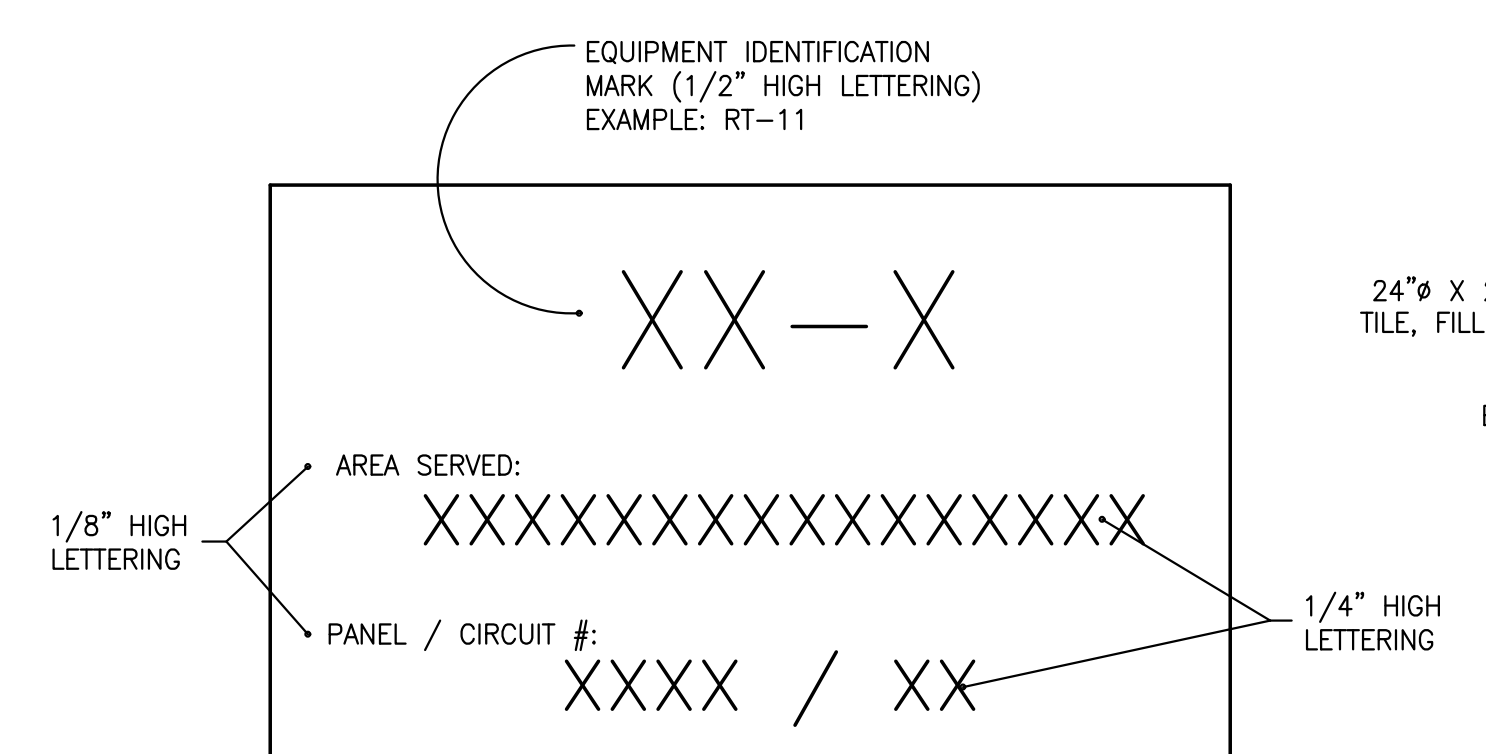 EQUIPMENT IDENTIFICATION
MARK (1/2" HIGH LETTERING)
EXAMPLE: RT-11
XX-X
AREA SERVED:
XXXXXXXXXXXXXXXX
1/8" HIGH
LETTERING
PANEL / CIRCUIT #:
XXXX / XX
1/4" HIGH
LETTERING
24"ø X
TILE, FILL